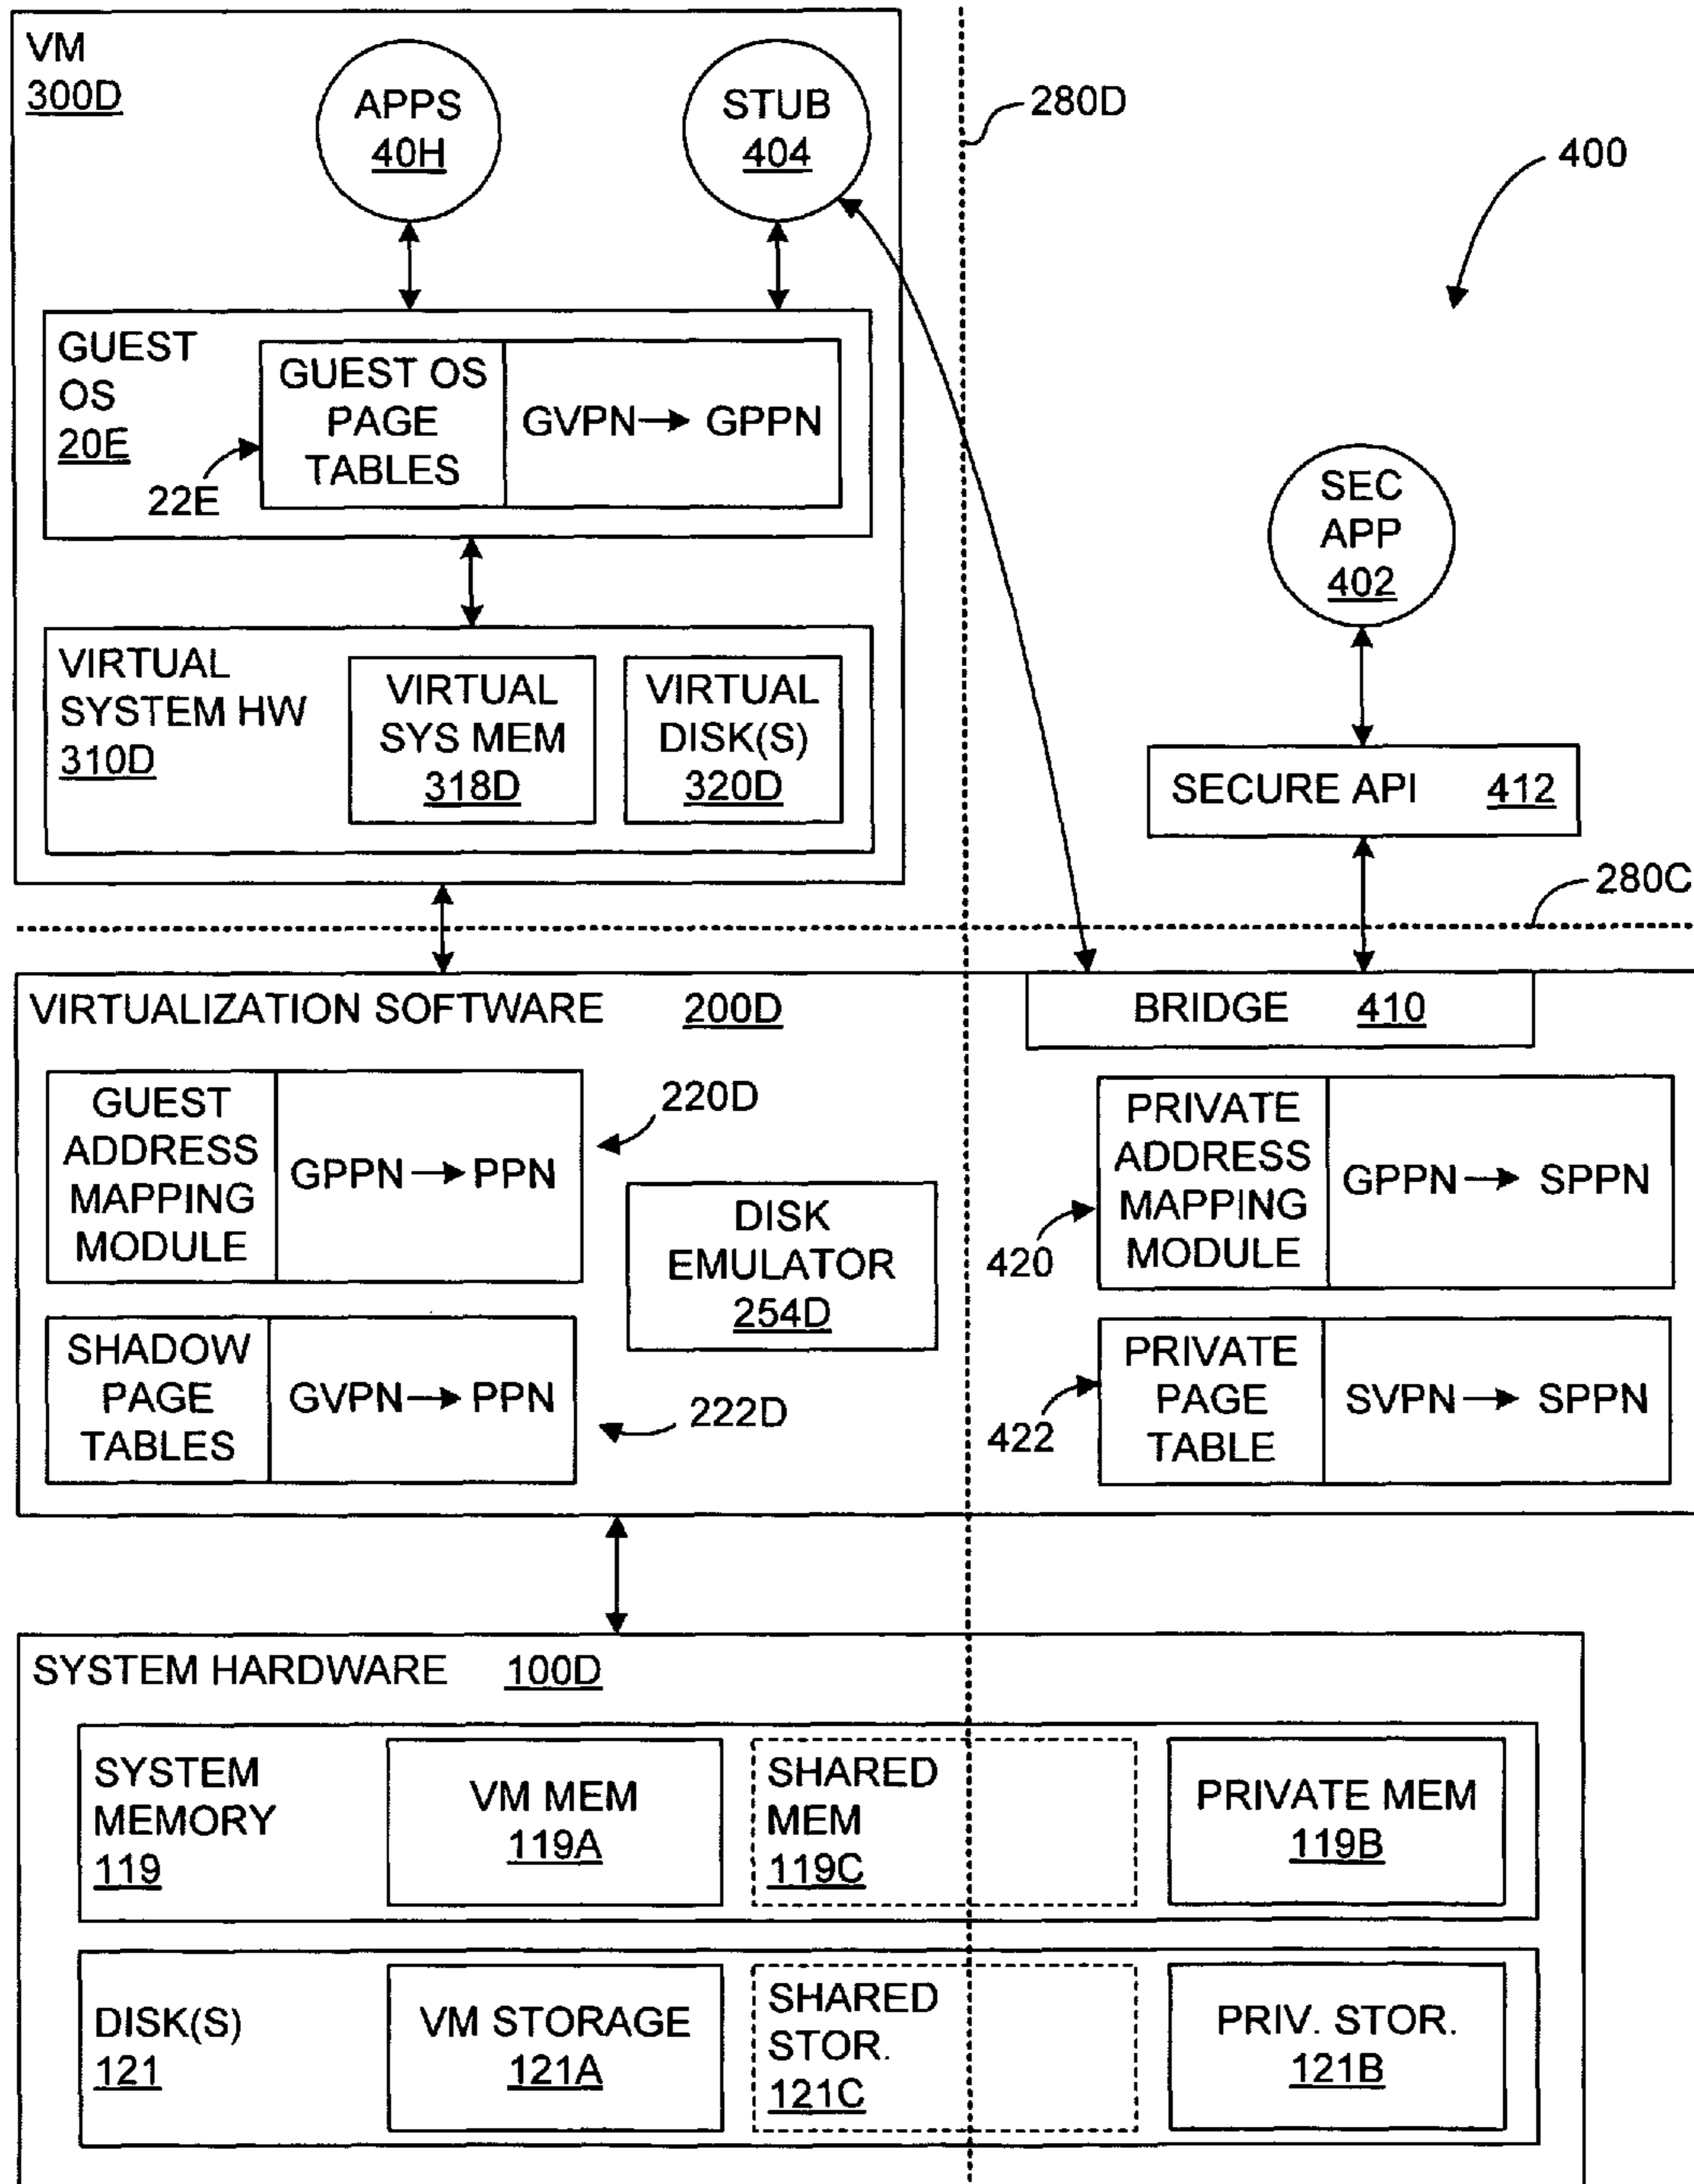 VM
300D
APPS
40H
STUB
404
280D
400
GUEST
OS
20E
22E
GUEST OS
PAGE
TABLES
GVPN → GPPN
SEC
APP
402
VIRTUAL
SYSTEM HW
310D
VIRTUAL
SYS MEM
318D
VIRTUAL
DISK(S)
320D
SECURE API 412
280C
VIRTUALIZATION SOFTWARE 200D
BRIDGE 410
GUEST
ADDRESS
MAPPING
MODULE
GPPN → PPN
220D
DISK
EMULATOR
254D
SHADOW
PAGE
TABLES
GVPN → PPN
222D
PRIVATE
ADDRESS
MAPPING
MODULE
GPPN → SPPN
420
PRIVATE
PAGE
TABLE
SVPN → SPPN
422
SYSTEM HARDWARE 100D
SYSTEM
MEMORY
119
VM MEM
119A
SHARED
MEM
119C
PRIVATE MEM
119B
DISK(S)
121
VM STORAGE
121A
SHARED
STOR.
121C
PRIV. STOR.
121B